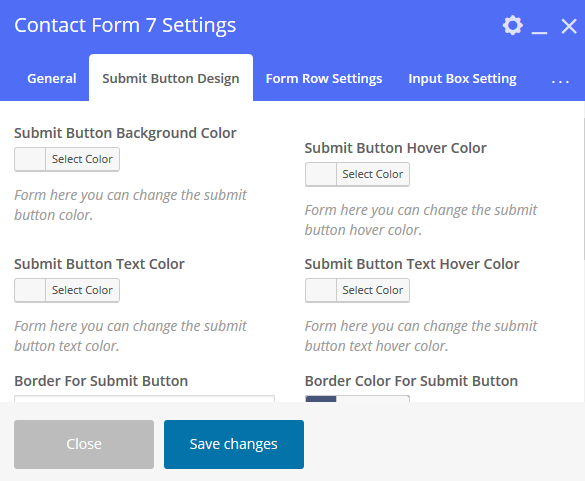 Contact Form 7 Settings
General
Submit Button Design
Form Row Settings
Input Box Setting
...
Submit Button Background Color
Select Color
Form here you can change the submit
button color.
Submit Button Hover Color
Select Color
Form here you can change the submit
button hover color.
Submit Button Text Color
Select Color
Form here you can change the submit
button text color.
Submit Button Text Hover Color
Select Color
Form here you can change the submit
button text hover color.
Border For Submit Button
Border Color For Submit Button
Close
Save changes